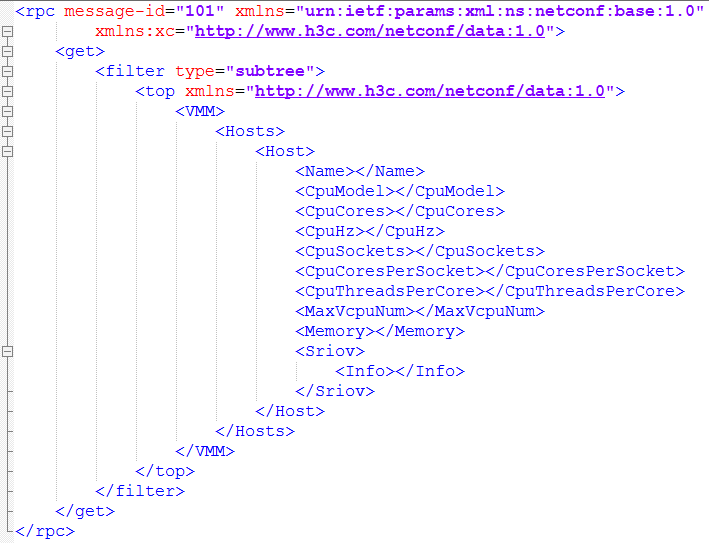 <rpc message-id="101" xmlns="urn:ietf:params:xml:ns:netconf:base:1.0"
xmlns:xc="http://www.h3c.com/netconf/data:1.0">
<get>
<filter type="subtree">
<top xmlns="http://www.h3c.com/netconf/data:1.0">
<VMM>
<Hosts>
<Host>
<Name></Name>
<CpuModel></CpuModel>
<CpuCores></CpuCores>
<CpuHz></CpuHz>
<CpuSockets></CpuSockets>
<CpuCoresPerSocket></CpuCoresPerSocket>
<CpuThreadsPerCore></CpuThreadsPerCore>
<MaxVcpuNum></MaxVcpuNum>
<Memory></Memory>
<Sriov>
<Info></Info>
</Sriov>
</Host>
</Hosts>
</VMM>
</top>
</filter>
</get>
</rpc>